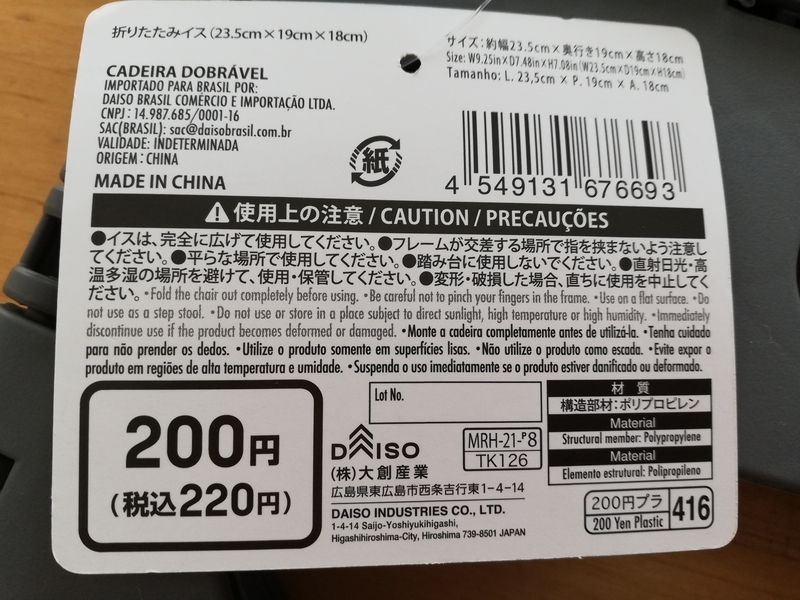 折りたたみイス(23.5cm×19cm×18cm)
サイズ:約幅23.5cm×奥行き19cm×高さ18cm
Size: W9.25in×D7.48in×H7.08in (W23.5cm×D19cm×H18cm)
Tamanho: L. 23,5cm × P. 19cm × A. 18cm
CADEIRA DOBRÁVEL
IMPORTADO PARA BRASIL POR:
DAISO BRASIL COMÉRCIO E IMPORTAÇÃO LTDA.
CNPJ : 14.987.685/0001-16
SAC(BRASIL): sac@daisobrasil.com.br
VALIDADE: INDETERMINADA
ORIGEM : CHINA
MADE IN CHINA
紙
4 549131 676693
使用上の注意 / CAUTION / PRECAUÇÕES
●イスは、完全に広げて使用してください。●フレームが交差する場所で指を挟まないよう注意し
てください。●平らな場所で使用してください。●踏み台に使用しないでください。●直射日光・高
温多湿の場所を避けて、使用・保管してください。●変形・破損した場合、直ちに使用を中止してく
ださい。•Fold the chair out completely before using. •Be careful not to pinch your fingers in the frame. •Use on a flat surface. •Do
not use as a step stool. •Do not use or store in a place subject to direct sunlight, high temperature or high humidity. •Immediately
discontinue use if the product becomes deformed or damaged. •Monte a cadeira completamente antes de utilizá-la. •Tenha cuidado
para não prender os dedos. •Utilize o produto somente em superfícies lisas. •Não utilize o produto como escada. •Evite expor o
produto em regiões de alta temperatura e umidade. •Suspenda o uso imediatamente se o produto estiver danificado ou deformado.
200円
(税込220円)
Lot No.
DAISO
MRH-21-P8
TK126
(株)大創産業
広島県東広島市西条吉行東1-4-14
DAISO INDUSTRIES CO., LTD.
1-4-14 Saijo-Yoshiyukihigashi,
Higashihiroshima-City, Hiroshima 739-8501 JAPAN
材 質
構造部材:ポリプロピレン
Material
Structural member: Polypropylene
Material
Elemento estrutural: Polipropileno
200円プラ
200 Yen Plastic
416